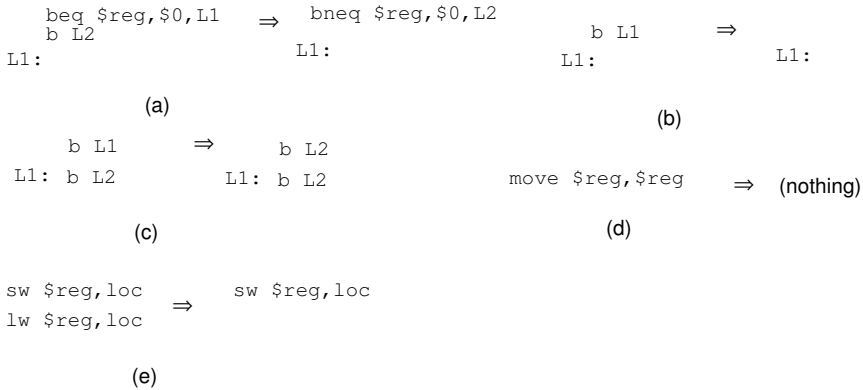 beq $reg,$0,L1 ⇒ bneq $reg,$0,L2
b L2
L1: L1:
(a)
b L1 ⇒
L1: L1:
(b)
b L1 ⇒ b L2
L1: b L2 L1: b L2
(c)
move $reg,$reg ⇒ (nothing)
(d)
sw $reg,loc ⇒ sw $reg,loc
lw $reg,loc
(e)